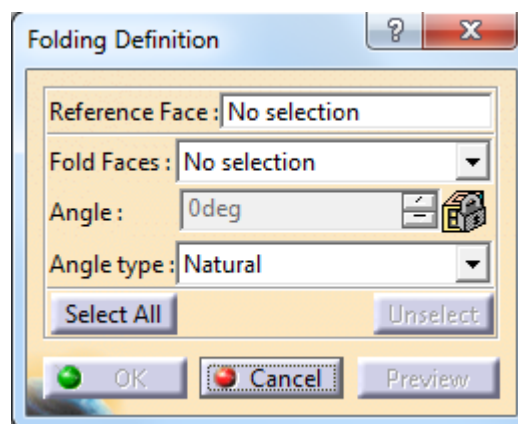 Folding Definition
Reference Face : No selection
Fold Faces : No selection
Angle : 0deg
Angle type : Natural
Select All Unselect
OK Cancel Preview